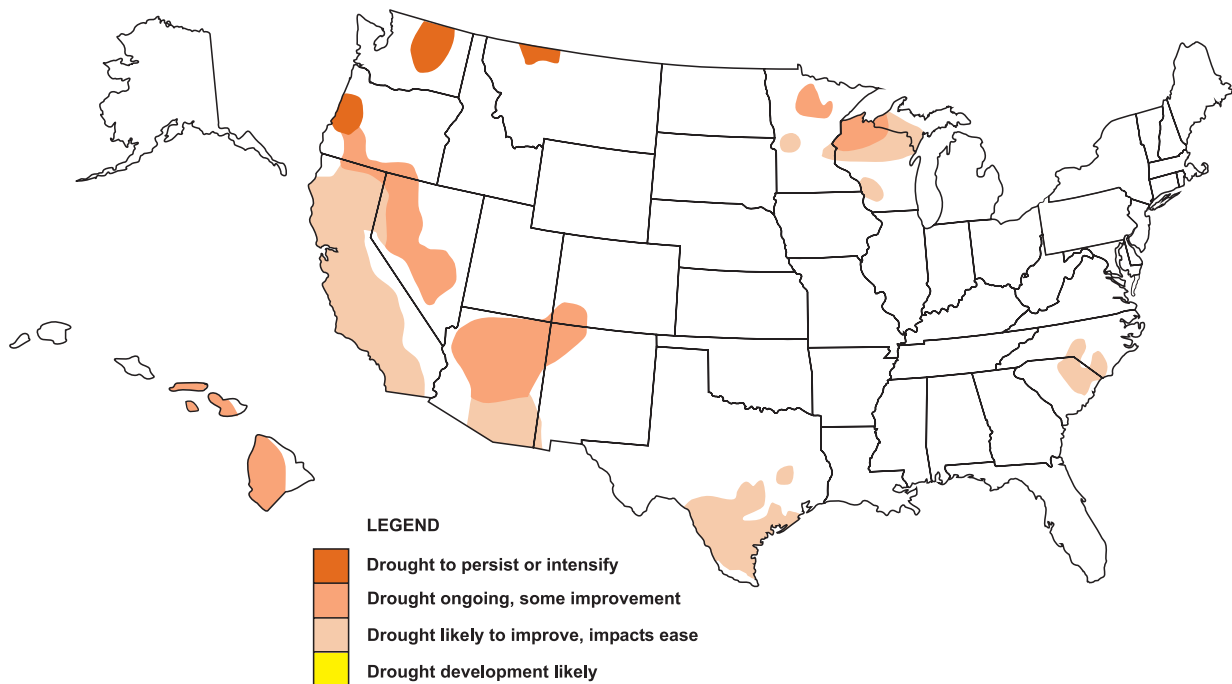 LEGEND
Drought to persist or intensify
Drought ongoing, some improvement
Drought likely to improve, impacts ease
Drought development likely